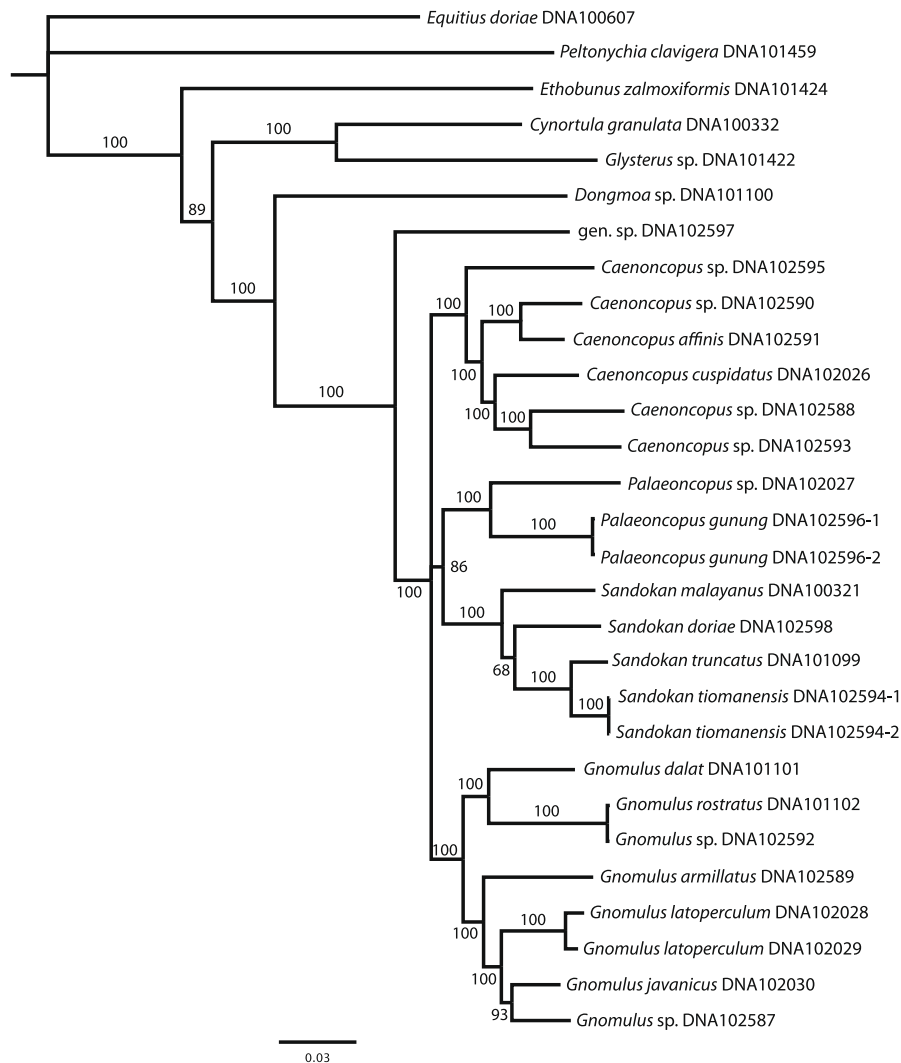 Equitius doriae DNA100607
Peltonychia clavigera DNA101459
Ethobunus zalmoxiformis DNA101424
100
Cynortula granulata DNA100332
100
Glysterus sp. DNA101422
89
Dongmoa sp. DNA101100
100
gen. sp. DNA102597
100
Caenoncopus sp. DNA102595
100
Caenoncopus sp. DNA102590
100
Caenoncopus affinis DNA102591
100
Caenoncopus cuspidatus DNA102026
100
Caenoncopus sp. DNA102588
100
Caenoncopus sp. DNA102593
Palaeoncopus sp. DNA102027
100
Palaeoncopus gunung DNA102596-1
100
Palaeoncopus gunung DNA102596-2
86
100
Sandokan malayanus DNA100321
100
Sandokan doriae DNA102598
68
Sandokan truncatus DNA101099
100
Sandokan tiomanensis DNA102594-1
100
Sandokan tiomanensis DNA102594-2
Gnomulus dalat DNA101101
100
Gnomulus rostratus DNA101102
100
Gnomulus sp. DNA102592
100
Gnomulus armillatus DNA102589
100
Gnomulus latoperculum DNA102028
100
Gnomulus latoperculum DNA102029
100
Gnomulus javanicus DNA102030
93
Gnomulus sp. DNA102587
0.03